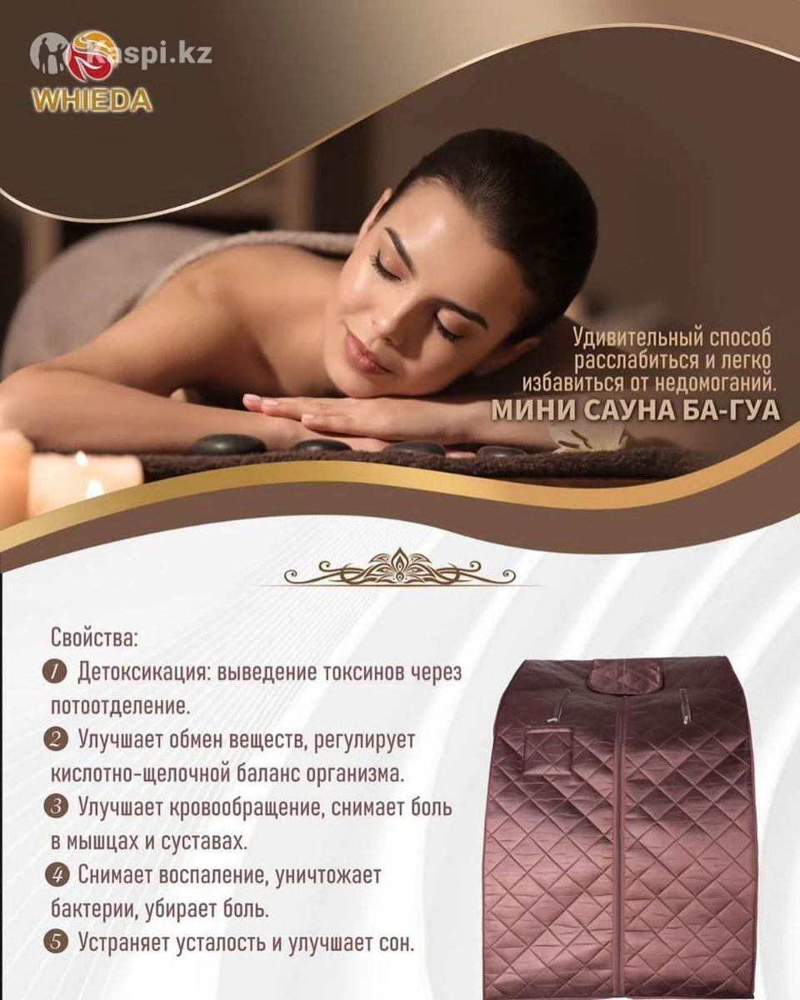 Kaspi.kz
WHIEDA
Удивительный способ
расслабиться и легко
избавиться от недомоганий.
МИНИ САУНА БА-ГУА
Свойства:
1 Детоксикация: выведение токсинов через
потоотделение.
2 Улучшает обмен веществ, регулирует
кислотно-щелочной баланс организма.
3 Улучшает кровообращение, снимает боль
в мышцах и суставах.
4 Снимает воспаление, уничтожает
бактерии, убирает боль.
5 Устраняет усталость и улучшает сон.